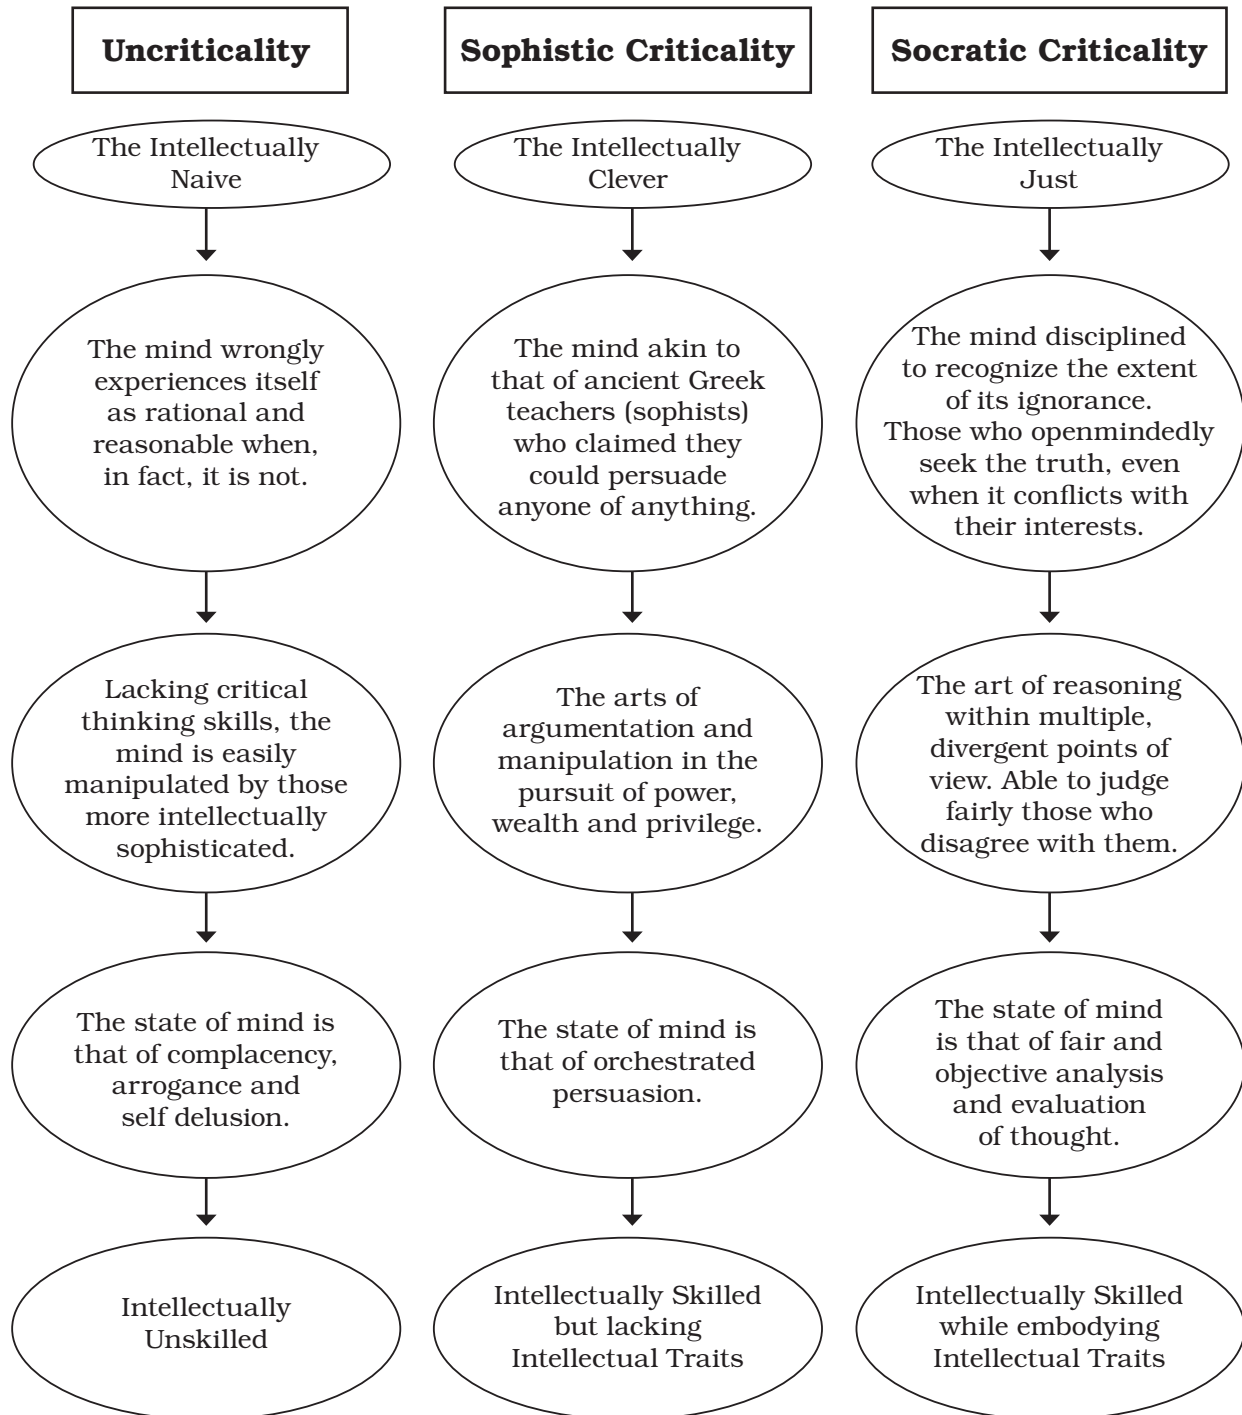 Uncriticality
The Intellectually
Naive
The mind wrongly
experiences itself
as rational and
reasonable when,
in fact, it is not.
Lacking critical
thinking skills, the
mind is easily
manipulated by those
more intellectually
sophisticated.
The state of mind is
that of complacency,
arrogance and
self delusion.
Intellectually
Unskilled
Sophistic Criticality
The Intellectually
Clever
The mind akin to
that of ancient Greek
teachers (sophists)
who claimed they
could persuade
anyone of anything.
The arts of
argumentation and
manipulation in the
pursuit of power,
wealth and privilege.
The state of mind is
that of orchestrated
persuasion.
Intellectually Skilled
but lacking
Intellectual Traits
Socratic Criticality
The Intellectually
Just
The mind disciplined
to recognize the extent
of its ignorance.
Those who openmindedly
seek the truth, even
when it conflicts with
their interests.
The art of reasoning
within multiple,
divergent points of
view. Able to judge
fairly those who
disagree with them.
The state of mind
is that of fair and
objective analysis
and evaluation
of thought.
Intellectually Skilled
while embodying
Intellectual Traits